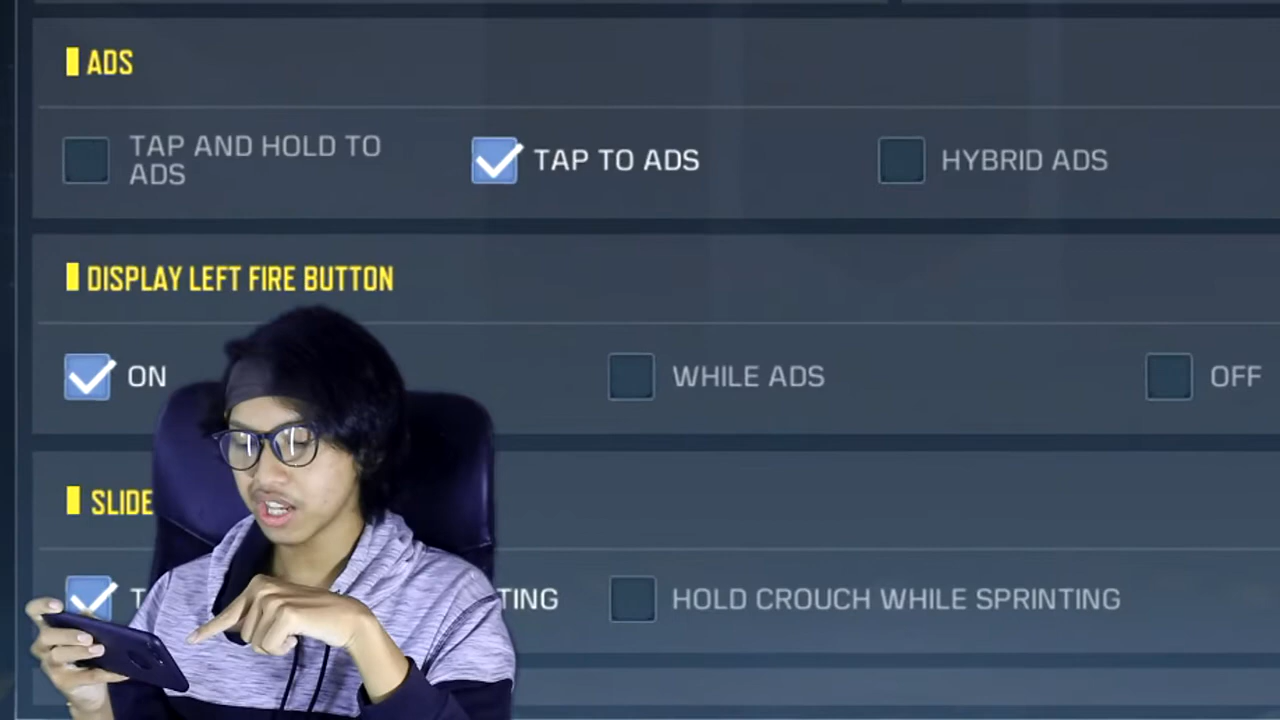 ADS
TAP AND HOLD TO
ADS
TAP TO ADS
HYBRID ADS
DISPLAY LEFT FIRE BUTTON
ON
WHILE ADS
OFF
SLIDE
HOLD CROUCH WHILE SPRINTING